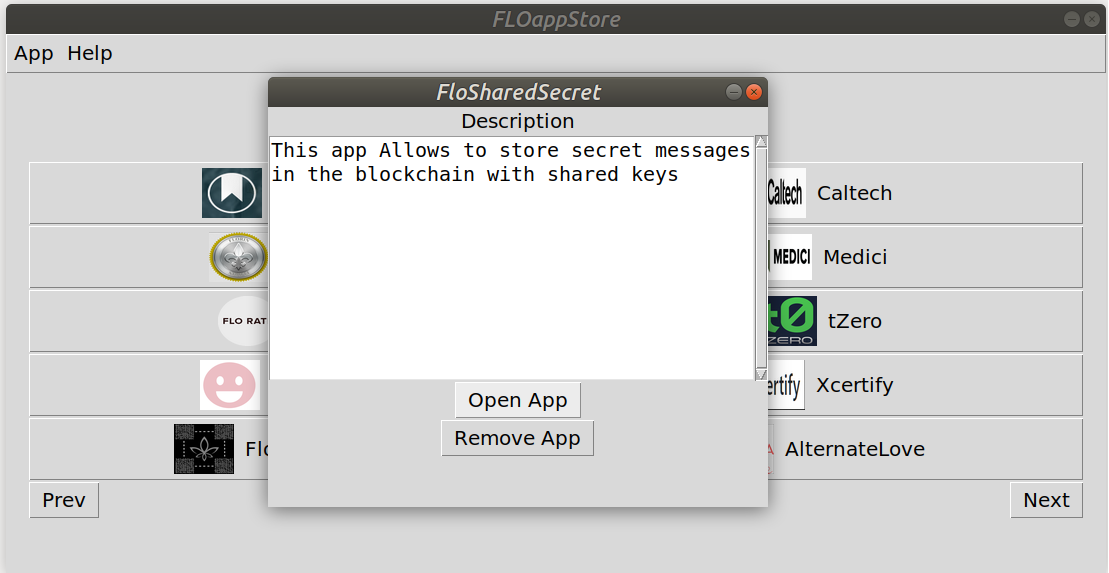 FLOappStore
App Help
FloSharedSecret
Description
This app Allows to store secret messages
in the blockchain with shared keys
Caltech Caltech
MEDICI Medici
FLO RAT
t0
ZERO tZero
ertify Xcertify
Flo
A AlternateLove
Open App
Remove App
Prev
Next